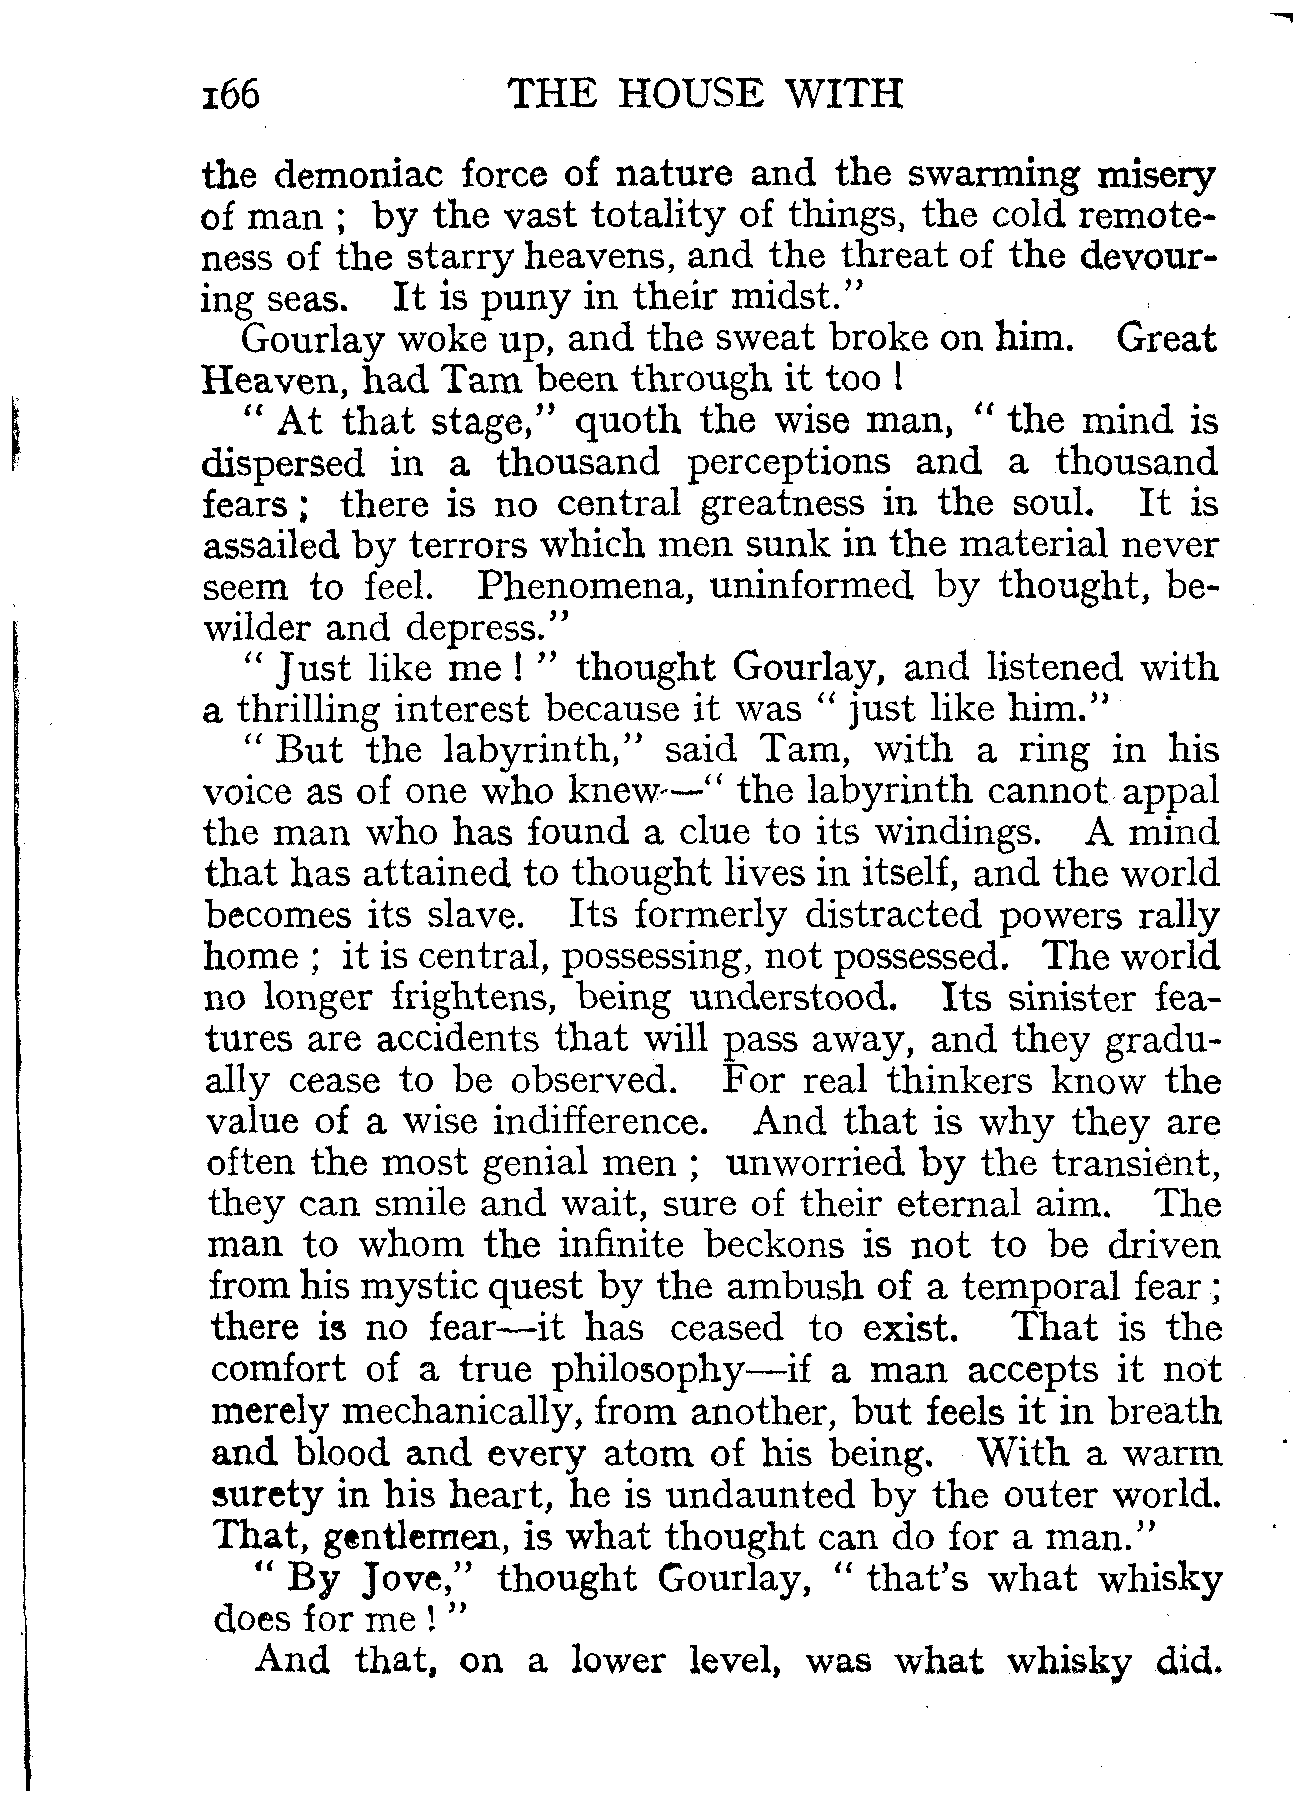 166 THE HOUSE WITH
the demoniac force of nature and the swarming misery
of man ; by the vast totality of things, the cold remote-
ness of the starry heavens, and the threat of the devour-
ing seas. It is puny in their midst.”
Gourlay woke up, and the sweat broke on him. Great
Heaven, had Tam been through it too !
“ At that stage,” quoth the wise man, “ the mind is
dispersed in a thousand perceptions and a thousand
fears ; there is no central greatness in the soul. It is
assailed by terrors which men sunk in the material never
seem to feel. Phenomena, uninformed by thought, be-
wilder and depress.”
“ Just like me ! ” thought Gourlay, and listened with
a thrilling interest because it was “ just like him.”
“ But the labyrinth,” said Tam, with a ring in his
voice as of one who knew—“ the labyrinth cannot appal
the man who has found a clue to its windings. A mind
that has attained to thought lives in itself, and the world
becomes its slave. Its formerly distracted powers rally
home ; it is central, possessing, not possessed. The world
no longer frightens, being understood. Its sinister fea-
tures are accidents that will pass away, and they gradu-
ally cease to be observed. For real thinkers know the
value of a wise indifference. And that is why they are
often the most genial men ; unworried by the transient,
they can smile and wait, sure of their eternal aim. The
man to whom the infinite beckons is not to be driven
from his mystic quest by the ambush of a temporal fear ;
there is no fear—it has ceased to exist. That is the
comfort of a true philosophy—if a man accepts it not
merely mechanically, from another, but feels it in breath
and blood and every atom of his being. With a warm
surety in his heart, he is undaunted by the outer world.
That, gentlemen, is what thought can do for a man.”
“ By Jove,” thought Gourlay, “ that’s what whisky
does for me ! ”
And that, on a lower level, was what whisky did.